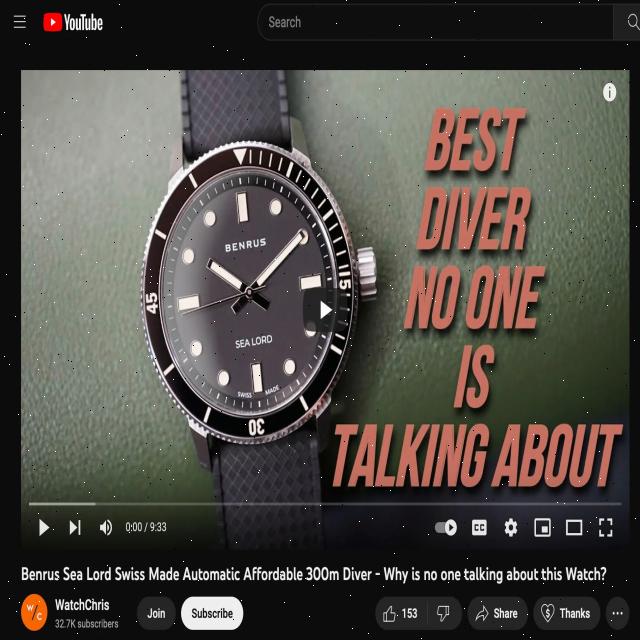 YouTube
Search
BEST
DIVER
NO ONE
IS
TALKING ABOUT
BENRUS
15
45
SEA LORD
SWISS MADE
30
0:00 / 9:33
CC
Benrus Sea Lord Swiss Made Automatic Affordable 300m Diver - Why is no one talking about this Watch?
W/C
WatchChris
32.7K subscribers
Join
Subscribe
153
Share
Thanks